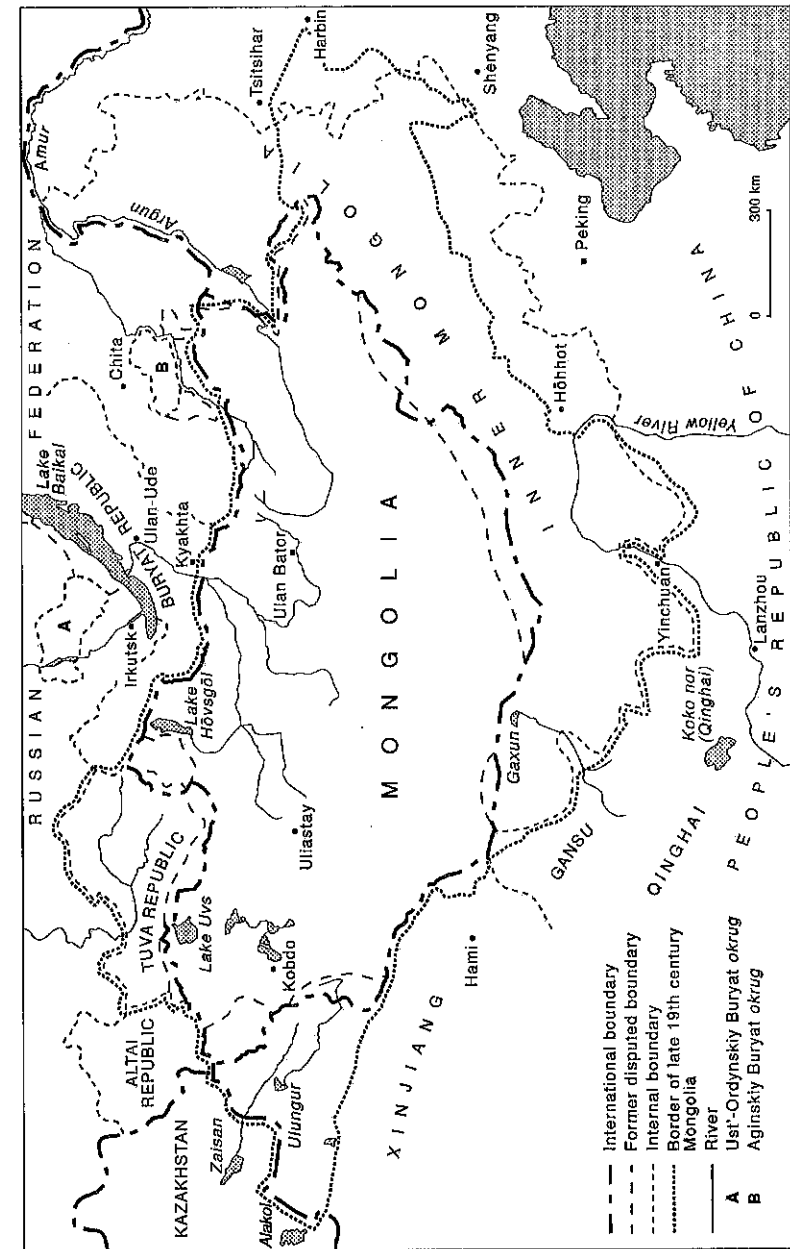 RUSSIAN FEDERATION
A
Lake
Baikal
BURYAT REPUBLIC
Irkutsk
Ulan-Ude
Kyakhta
Chita
B
Amur
Argun
Tsitsihar
Harbin
Shenyang
ALTAI
REPUBLIC
TUVA REPUBLIC
Lake Uvs
Lake
Hövsgöl
Ulan Bator
KAZAKHSTAN
Zaisan
Ulungur
Alakol
Kobdo
Uliastay
MONGOLIA
INNER MONGOLIA
XINJIANG
Hami
Gaxun
GANSU
QINGHAI
Koko nor
(Qinghai)
Yinchuan
Lanzhou
Yellow River
Höhhot
Peking
PEOPLE'S REPUBLIC OF CHINA
0 300 km
International boundary
Former disputed boundary
Internal boundary
Border of late 19th century
Mongolia
River
A Ust'-Ordynskiy Buryat okrug
B Aginskiy Buryat okrug